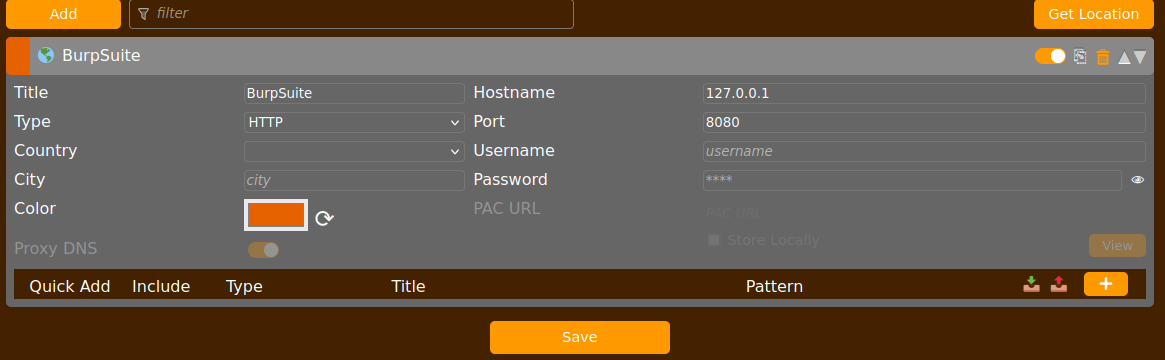 Add filter Get Location
BurpSuite
Title BurpSuite Hostname 127.0.0.1
Type HTTP Port 8080
Country Username username
City city Password ****
Color PAC URL PAC URL
Store Locally
Proxy DNS View
Quick Add Include Type Title Pattern +
Save